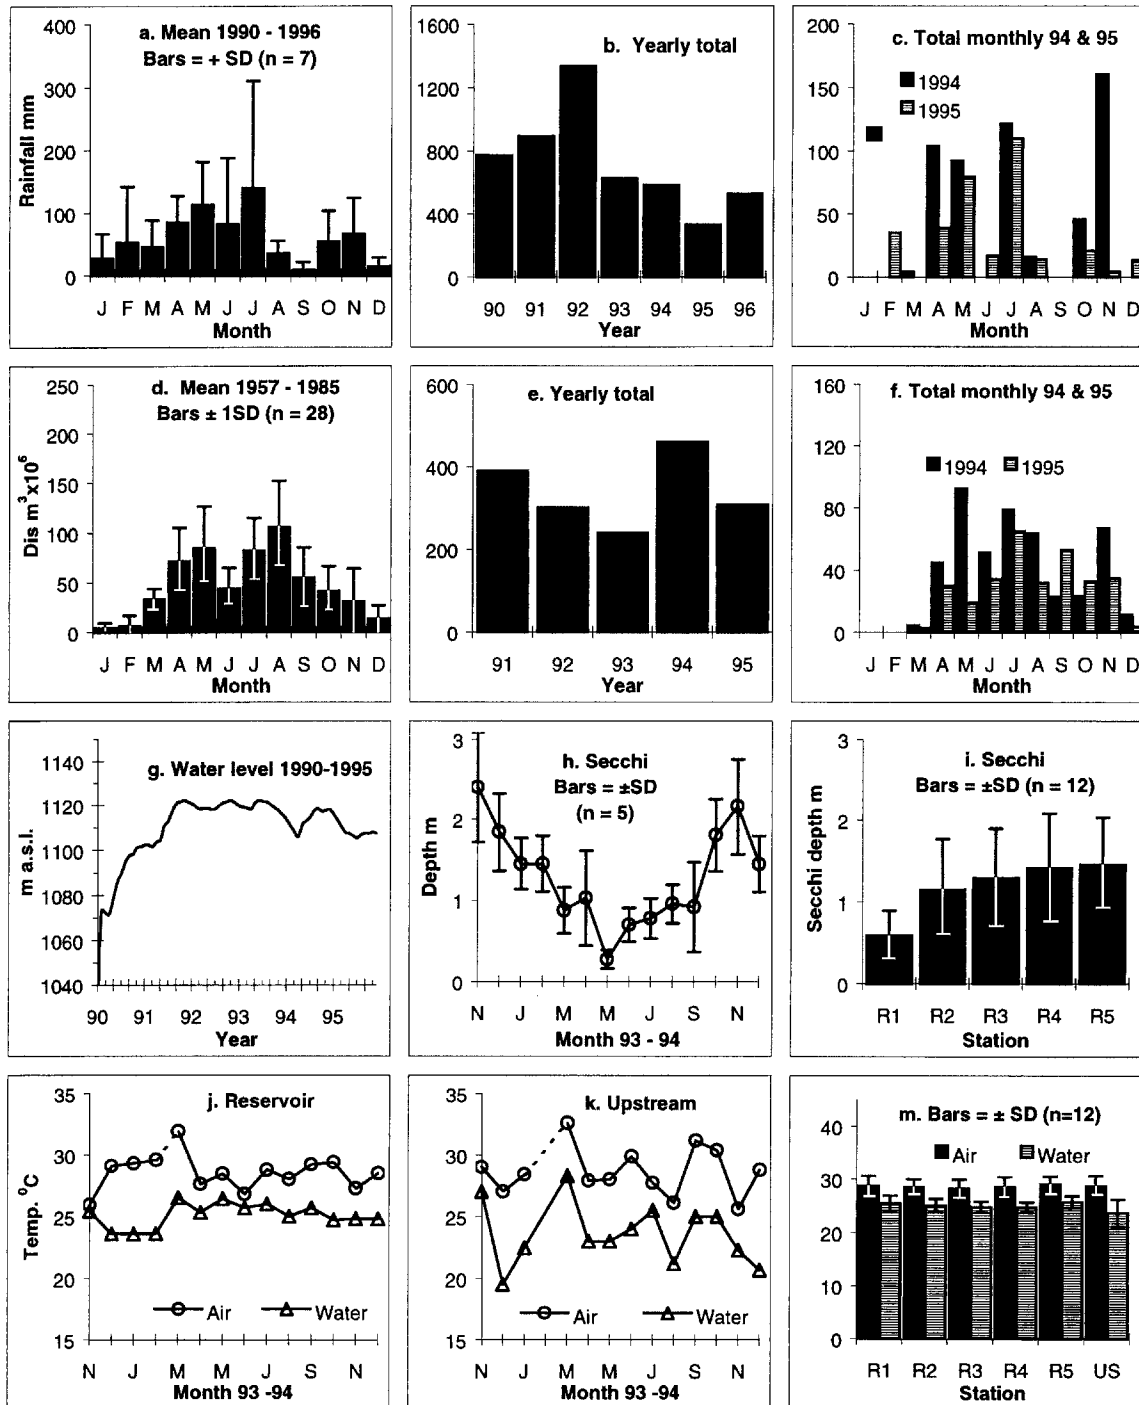 a. Mean 1990 - 1996
Bars = + SD (n = 7)
Rainfall mm
400
300
200
100
0
J F M A M J J A S O N D
Month
b. Yearly total
1600
1200
800
400
0
90 91 92 93 94 95 96
Year
c. Total monthly 94 & 95
1994
1995
200
150
100
50
0
J F M A M J J A S O N D
Month
d. Mean 1957 - 1985
Bars ± 1SD (n = 28)
Dis m³x10⁶
250
200
150
100
50
0
J F M A M J J A S O N D
Month
e. Yearly total
600
400
200
0
91 92 93 94 95
Year
f. Total monthly 94 & 95
1994 1995
160
120
80
40
0
J F M A M J J A S O N D
Month
g. Water level 1990-1995
m a.s.l.
1140
1120
1100
1080
1060
1040
90 91 92 93 94 95
Year
h. Secchi
Bars = ±SD
(n = 5)
Depth m
3
2
1
0
N J M M J S N
Month 93 - 94
i. Secchi
Bars = ±SD (n = 12)
Secchi depth m
3
2
1
0
R1 R2 R3 R4 R5
Station
j. Reservoir
Temp. ⁰C
35
30
25
20
15
Air Water
N J M M J S N
Month 93 -94
k. Upstream
35
30
25
20
15
Air Water
N J M M J S N
Month 93 -94
m. Bars = ± SD (n=12)
Air Water
40
30
20
10
0
R1 R2 R3 R4 R5 US
Station